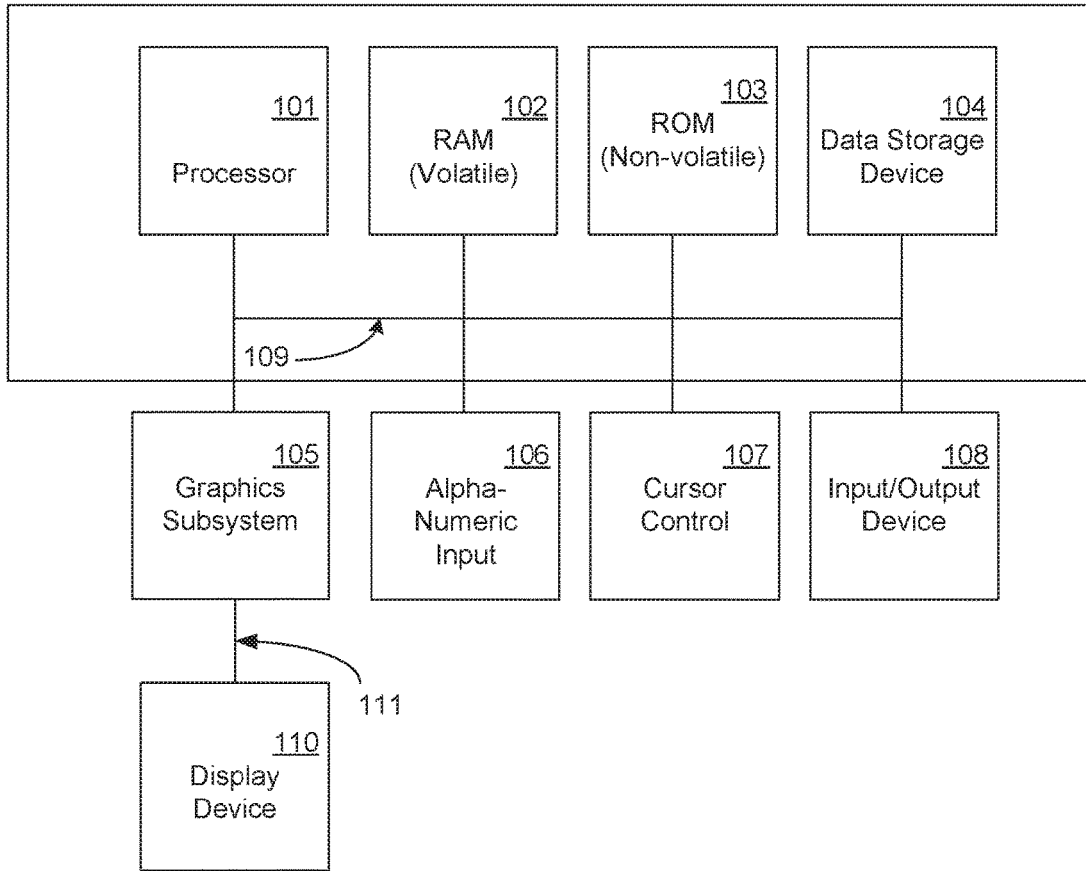 101
Processor
102
RAM
(Volatile)
103
ROM
(Non-volatile)
104
Data Storage
Device
109
105
Graphics
Subsystem
106
Alpha-
Numeric
Input
107
Cursor
Control
108
Input/Output
Device
111
110
Display
Device